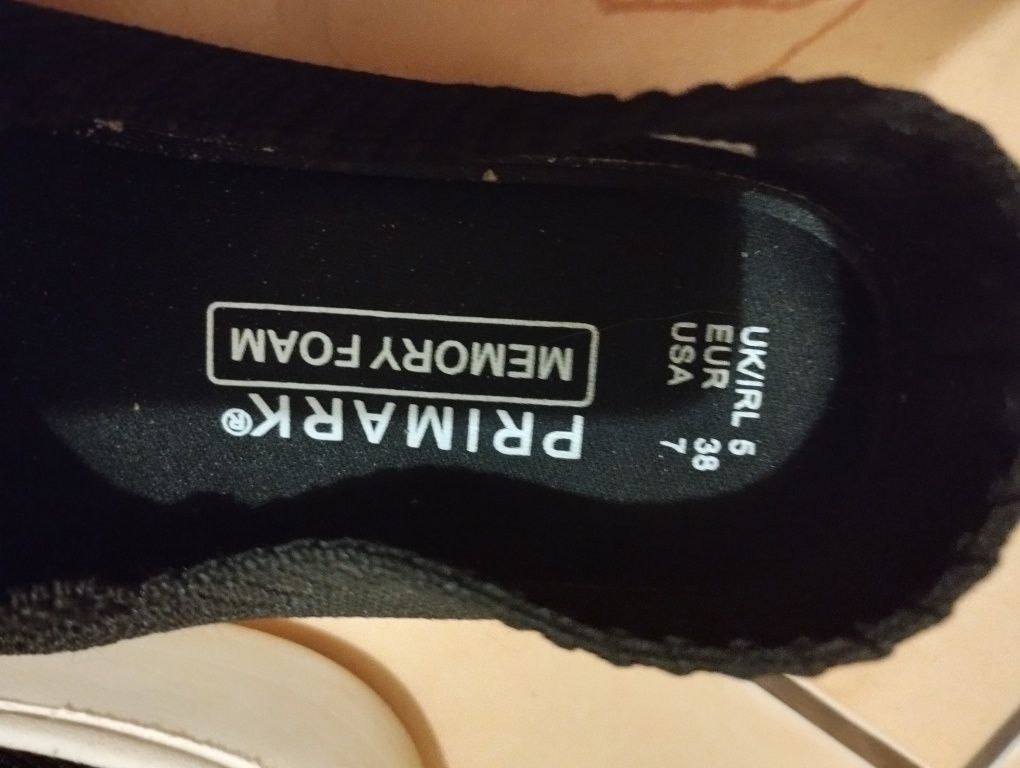 PRIMARK®
MEMORY FOAM
UK/IRL 5
EUR 38
USA 7